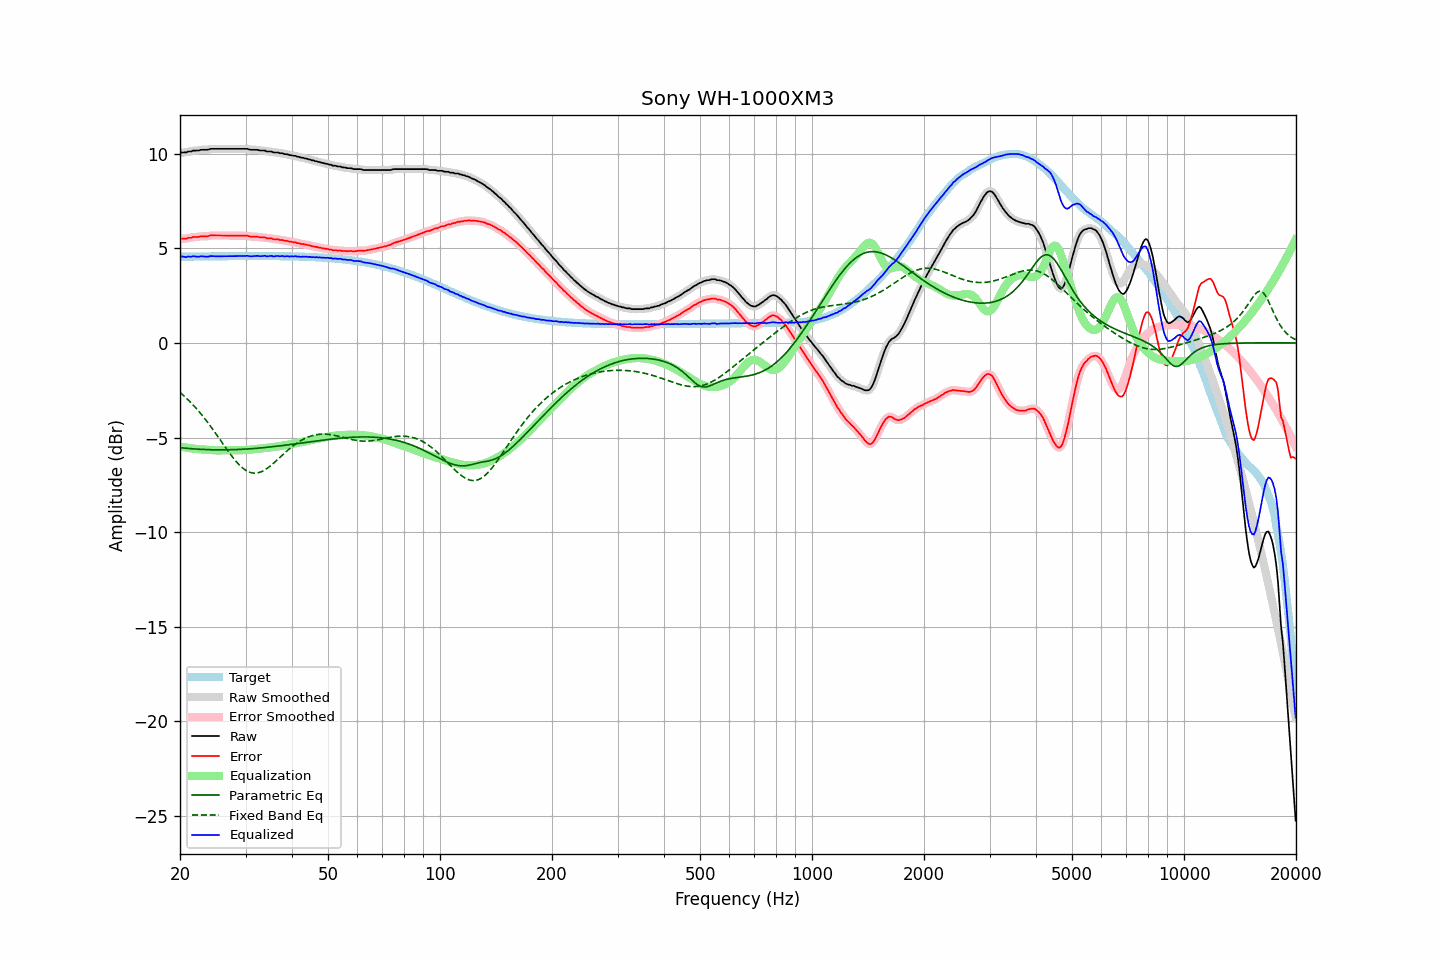 Sony WH-1000XM3
Amplitude (dBr)
10
5
0
−5
−10
−15
−20
−25
Target
Raw Smoothed
Error Smoothed
Raw
Error
Equalization
Parametric Eq
Fixed Band Eq
Equalized
20 50 100 200 500 1000 2000 5000 10000 20000
Frequency (Hz)